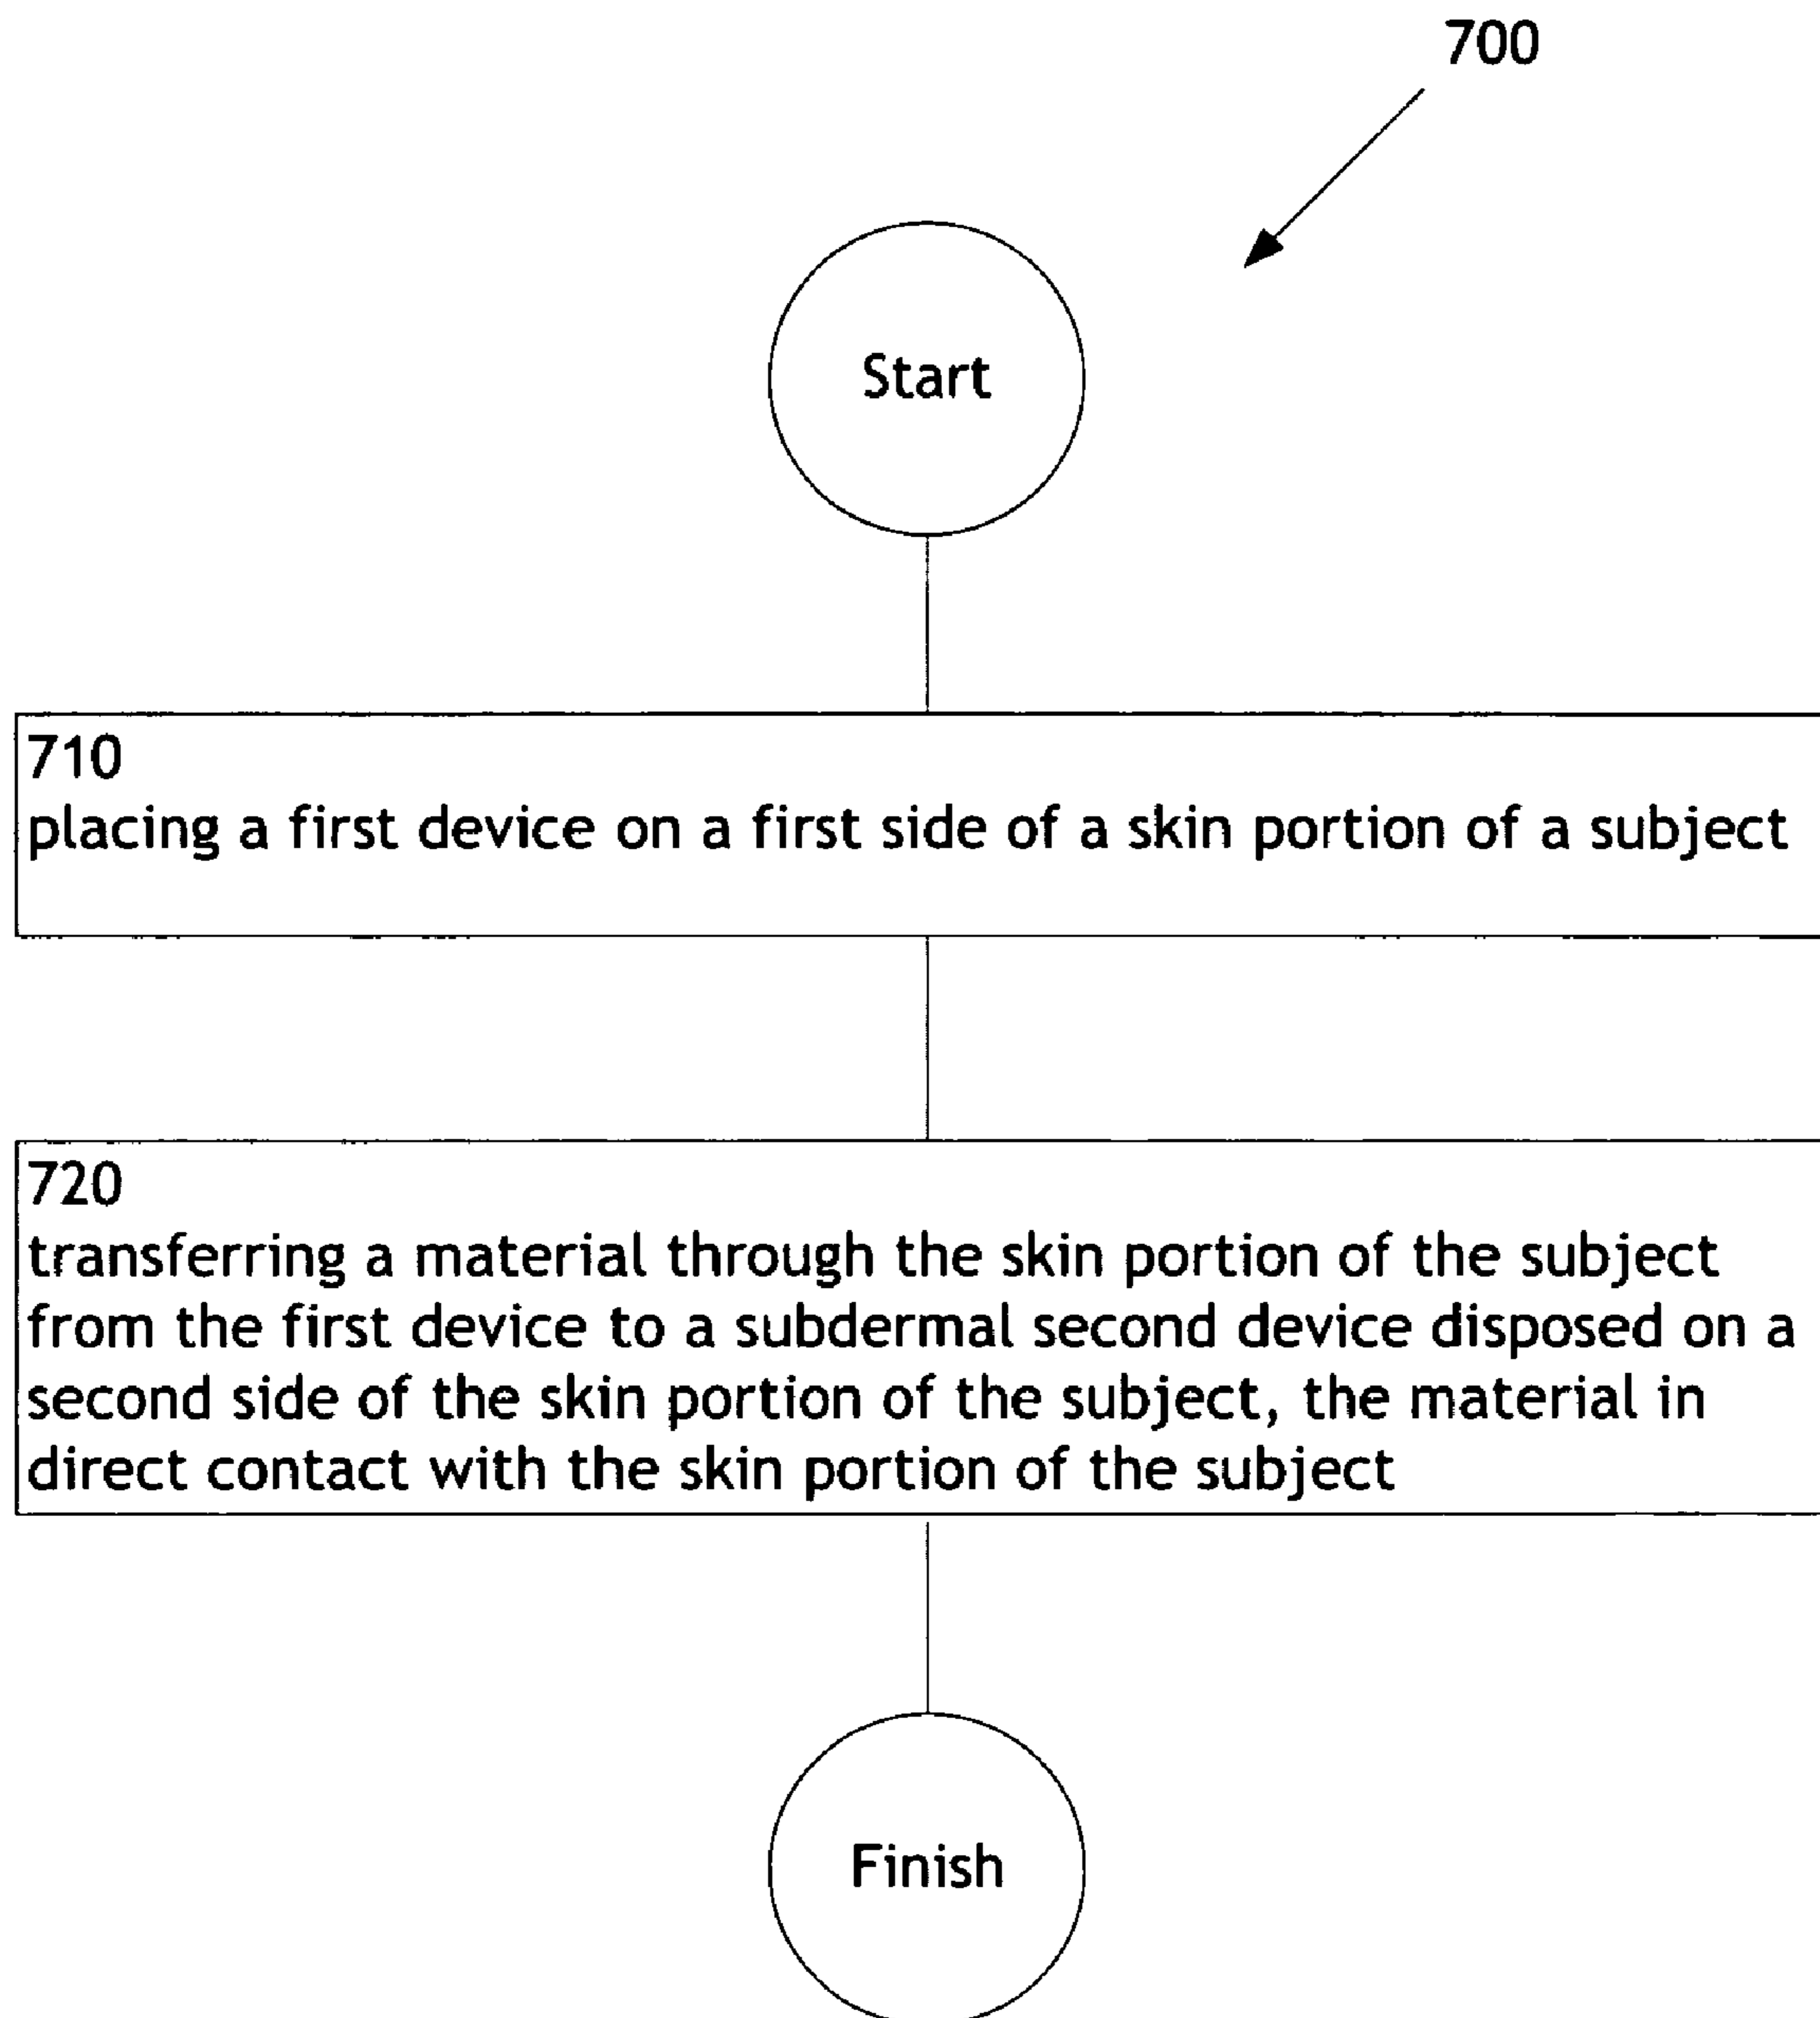 700
Start
710
placing a first device on a first side of a skin portion of a subject
720
transferring a material through the skin portion of the subject
from the first device to a subdermal second device disposed on a
second side of the skin portion of the subject, the material in
direct contact with the skin portion of the subject
Finish